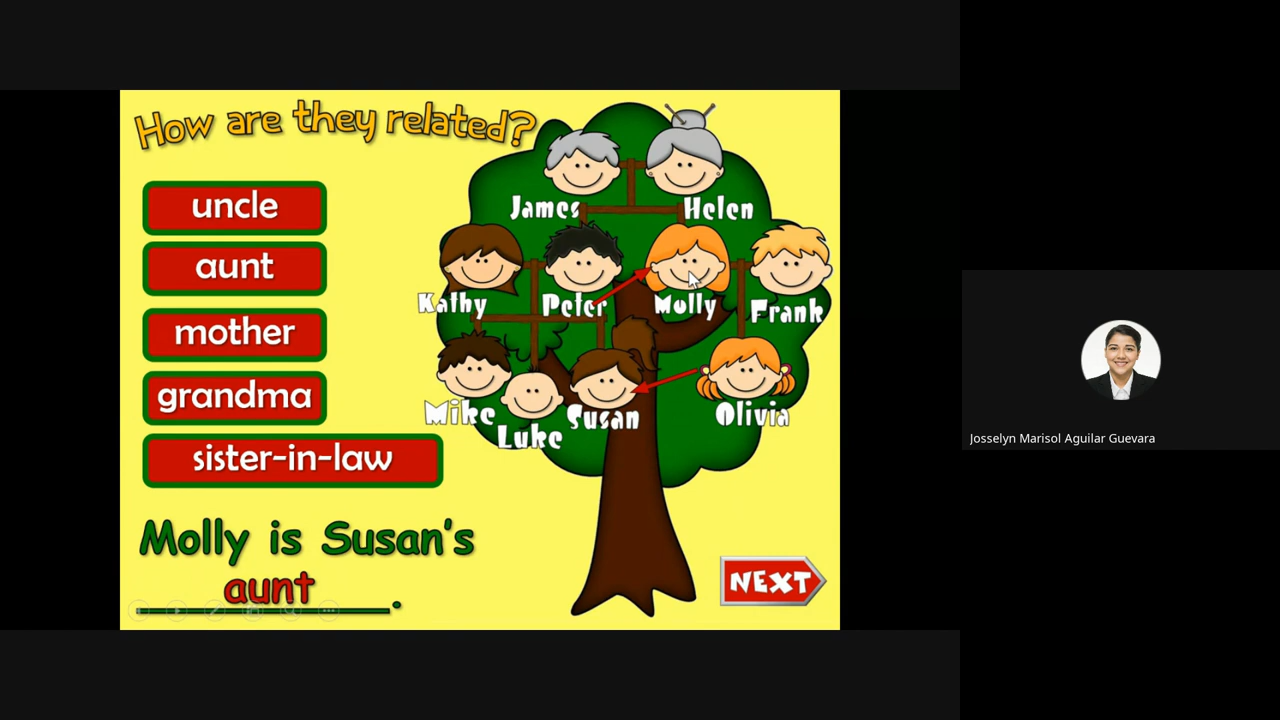 How are they related?
uncle
aunt
mother
grandma
sister-in-law
James
Helen
Kathy
Peter
Molly
Frank
Mike
Luke
Susan
Olivia
Molly is Susan's
aunt.
NEXT
Josselyn Marisol Aguilar Guevara